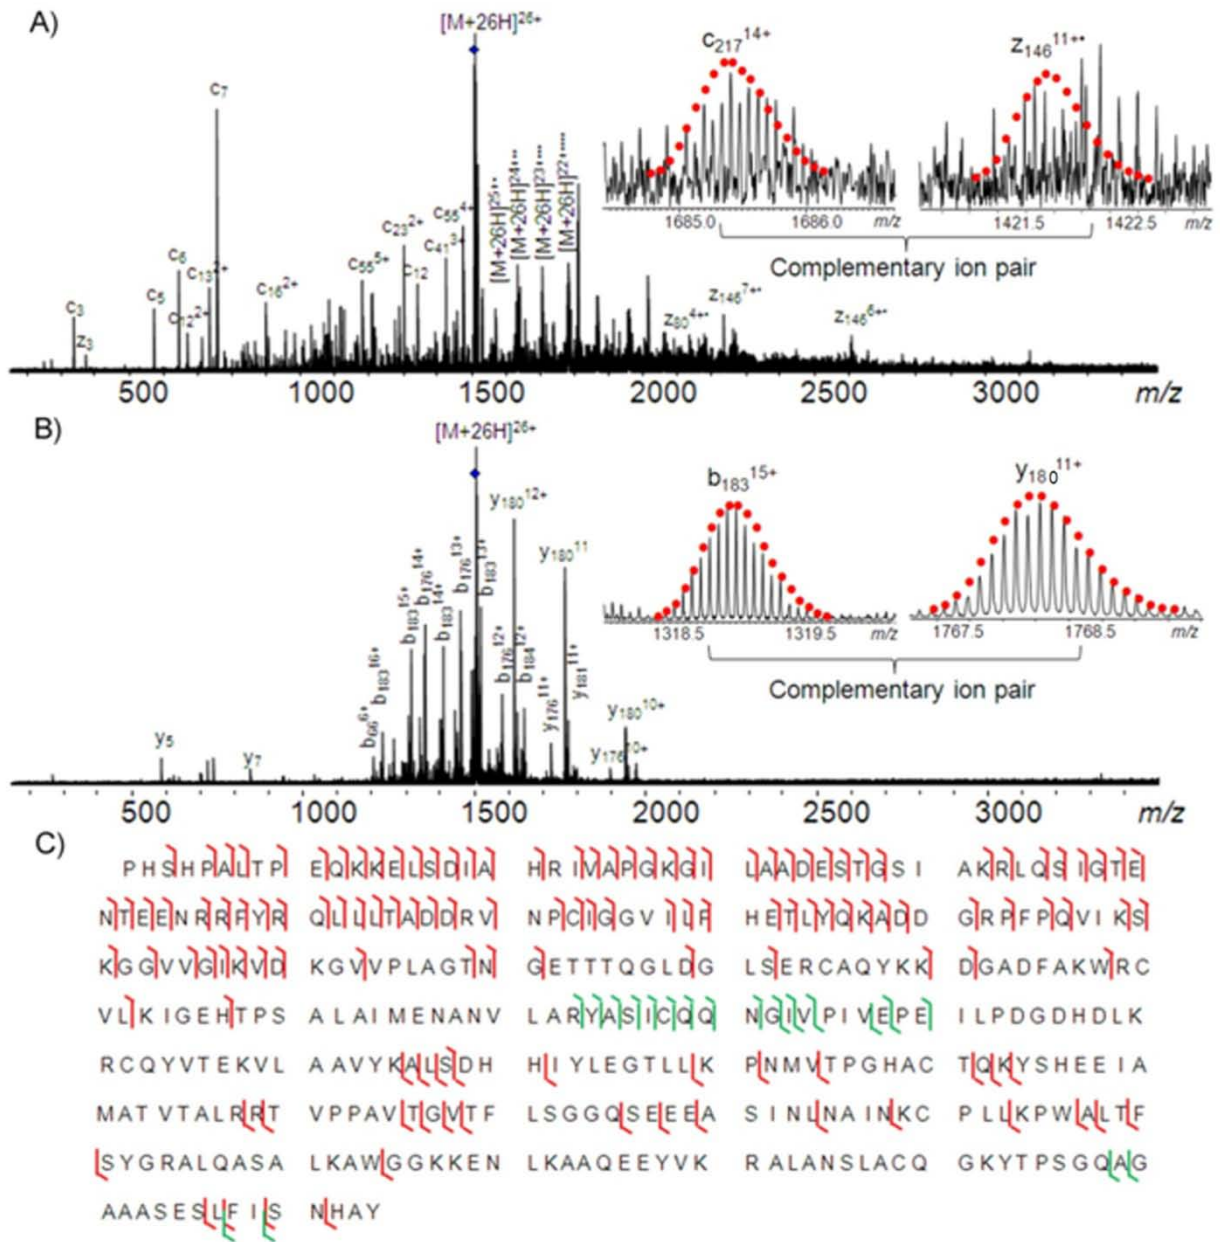 A)
[M+26H]26+
c217 14+
z146 11+•
c7
[M+26H]25+•
[M+26H]24+••
[M+26H]23+•••
[M+26H]22+••••
c55 4+
c23 2+
c41 3+
c6
c13 2+
c55 5+
c12
1685.0 1686.0 m/z
1421.5 1422.5 m/z
Complementary ion pair
c3
z3
c5
c12 2+
c16 2+
z80 4+•
z146 7+•
z146 6+•
500 1000 1500 2000 2500 3000 m/z
B)
[M+26H]26+
b183 15+
y180 11+
y180 12+
y180 11
b183 16+
b183 15+
b176 14+
b183 14+
b176 13+
b183 13+
b176 12+
b184 12+
y176 11+
y181 11+
b66 6+
1318.5 1319.5 m/z
1767.5 1768.5 m/z
Complementary ion pair
y5
y7
y180 10+
y176 10+
500 1000 1500 2000 2500 3000 m/z
C)
PHSHPALTP EQKKELSDIA HRIVAPGKGI LAADESTGSI AKRLQSIGTE
NTEENRRFYR QLLLTADDRV NPCIGGVILF HETLYQKADD GRPFPQVIKS
KGGVVGIKVD KGVVPLAGTN GETTTQGLDG LSERCAQYKK DGADFAKWRC
VLKIGEHTPS ALAIMENANV LARYASICQQ NGIVPIVEPE ILPDGDHDLK
RCQYVTEKVL AAVYKALSDH HIYLEGTLLK PNMVTPGHAC TQKYSHEEIA
MATVTALRRT VPPAVTGVTF LSGGQSEEEA SINLNAINKC PLLKPWALTF
SYGRALQASA LKAWGGKKEN LKAAQEEYVK RALANSLACQ GKYTPSGQAG
AAASESLFIS NHAY